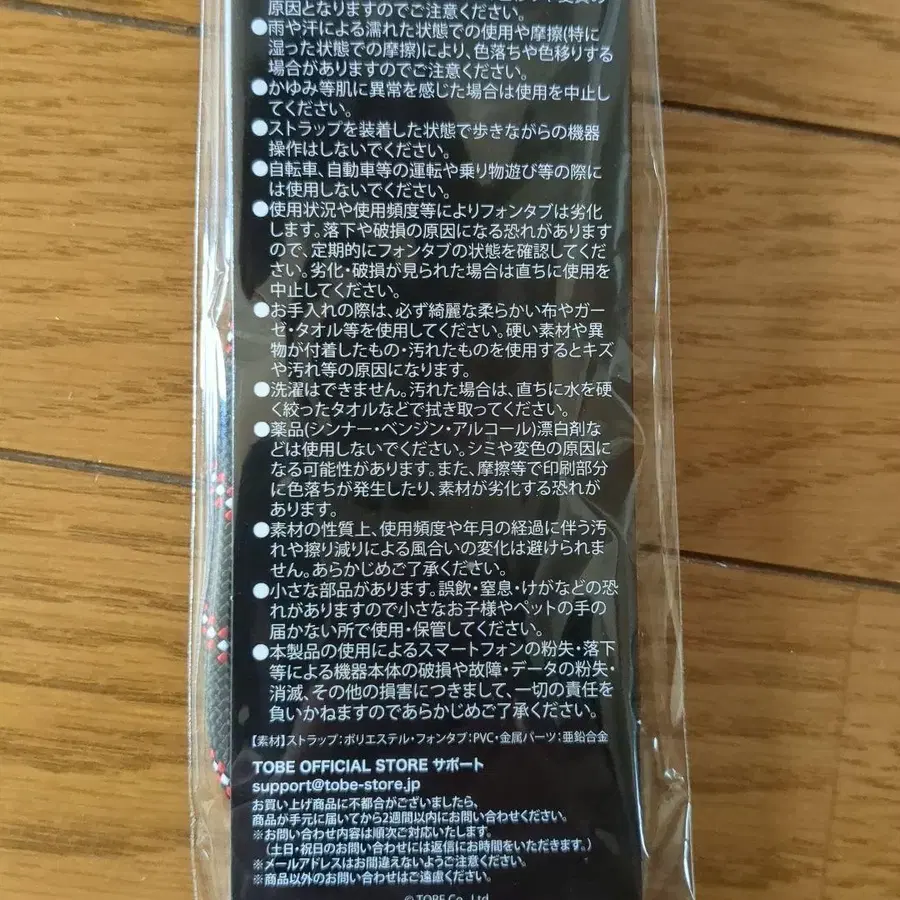 原因となりますのでご注意ください。
●雨や汗による濡れた状態での使用や摩擦(特に
湿った状態での摩擦)により、色落ちや色移りする
場合がありますのでご注意ください。
●かゆみ等肌に異常を感じた場合は使用を中止し
てください。
●ストラップを装着した状態で歩きながらの機器
操作はしないでください。
●自転車、自動車等の運転や乗り物遊び等の際に
は使用しないでください。
●使用状況や使用頻度等によりフォンタブは劣化
します。落下や破損の原因になる恐れがあります
ので、定期的にフォンタブの状態を確認してくだ
さい。劣化・破損が見られた場合は直ちに使用を
中止してください。
●お手入れの際は、必ず綺麗な柔らかい布やガー
ゼ・タオル等を使用してください。硬い素材や異
物が付着したもの・汚れたものを使用するとキズ
や汚れ等の原因になります。
●洗濯はできません。汚れた場合は、直ちに水を硬
く絞ったタオルなどで拭き取ってください。
●薬品(シンナー・ベンジン・アルコール)漂白剤な
どは使用しないでください。シミや変色の原因に
なる可能性があります。また、摩擦等で印刷部分
に色落ちが発生したり、素材が劣化する恐れが
あります。
●素材の性質上、使用頻度や年月の経過に伴う汚
れや擦り減りによる風合いの変化は避けられま
せん。あらかじめご了承ください。
●小さな部品があります。誤飲・窒息・けがなどの恐
れがありますので小さなお子様やペットの手の
届かない所で使用・保管してください。
●本製品の使用によるスマートフォンの紛失・落下
等による機器本体の破損や故障・データの紛失・
消滅、その他の損害につきまして、一切の責任を
負いかねますのであらかじめご了承ください。
【素材】ストラップ:ポリエステル・フォンタブ:PVC・金属パーツ:亜鉛合金
TOBE OFFICIAL STORE サポート
support@tobe-store.jp
お買い上げ商品に不都合がございましたら、
商品が手元に届いてから2週間以内にお問い合わせください。
※お問い合わせ内容は順次ご対応いたします。
(土日・祝日のお問い合わせには返信にお時間をいただきます。)
※メールアドレスはお間違えないようご注意ください。
※商品以外のお問い合わせはご遠慮ください。
© TOBE Co., Ltd.